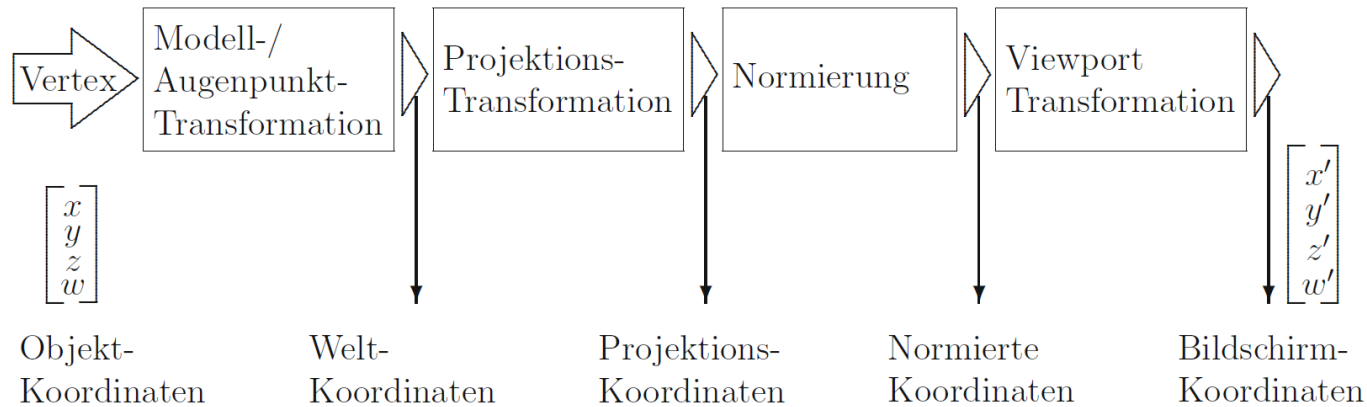 Vertex
Modell-/
Augenpunkt-
Transformation
Projektions-
Transformation
Normierung
Viewport
Transformation
x
y
z
w
x′
y′
z′
w′
Objekt-
Koordinaten
Welt-
Koordinaten
Projektions-
Koordinaten
Normierte
Koordinaten
Bildschirm-
Koordinaten